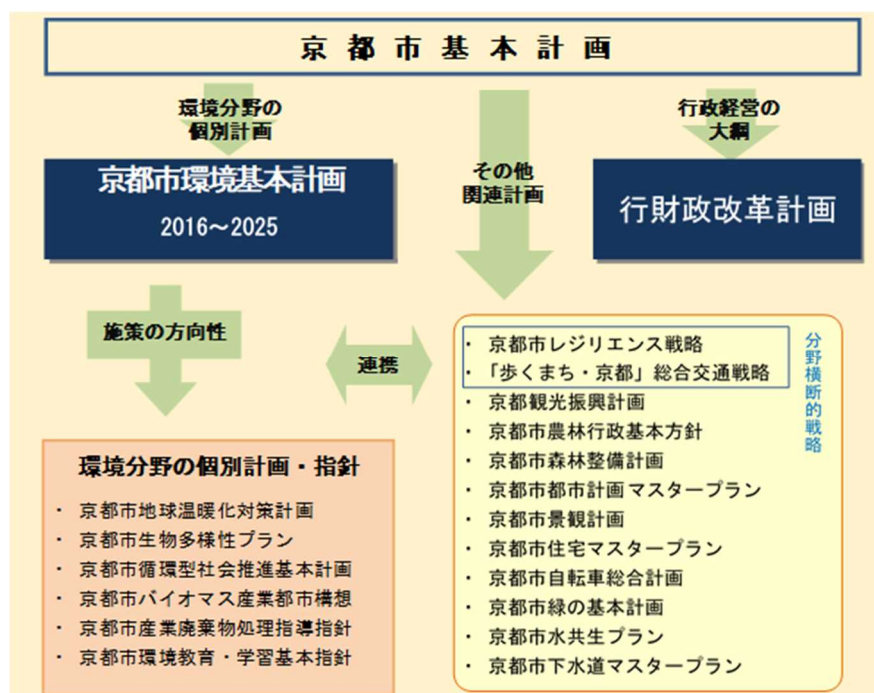 京都市基本計画
環境分野の
個別計画
行政経営の
大綱
京都市環境基本計画
2016～2025
その他
関連計画
行財政改革計画
施策の方向性
連携
・ 京都市レジリエンス戦略
・ 「歩くまち・京都」総合交通戦略
・ 京都観光振興計画
・ 京都市農林行政基本方針
・ 京都市森林整備計画
・ 京都市都市計画マスタープラン
・ 京都市景観計画
・ 京都市住宅マスタープラン
・ 京都市自転車総合計画
・ 京都市緑の基本計画
・ 京都市水共生プラン
・ 京都市下水道マスタープラン
分野横断的戦略
環境分野の個別計画・指針
・ 京都市地球温暖化対策計画
・ 京都市生物多様性プラン
・ 京都市循環型社会推進基本計画
・ 京都市バイオマス産業都市構想
・ 京都市産業廃棄物処理指導指針
・ 京都市環境教育・学習基本指針